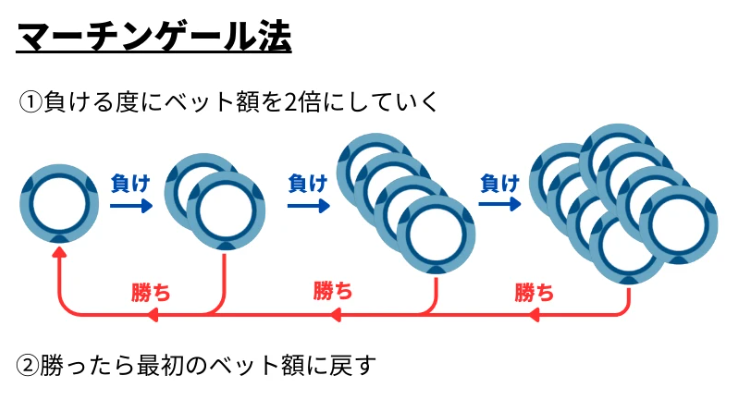 マーチンゲール法
①負ける度にベット額を2倍にしていく
負け
負け
負け
勝ち
勝ち
勝ち
②勝ったら最初のベット額に戻す